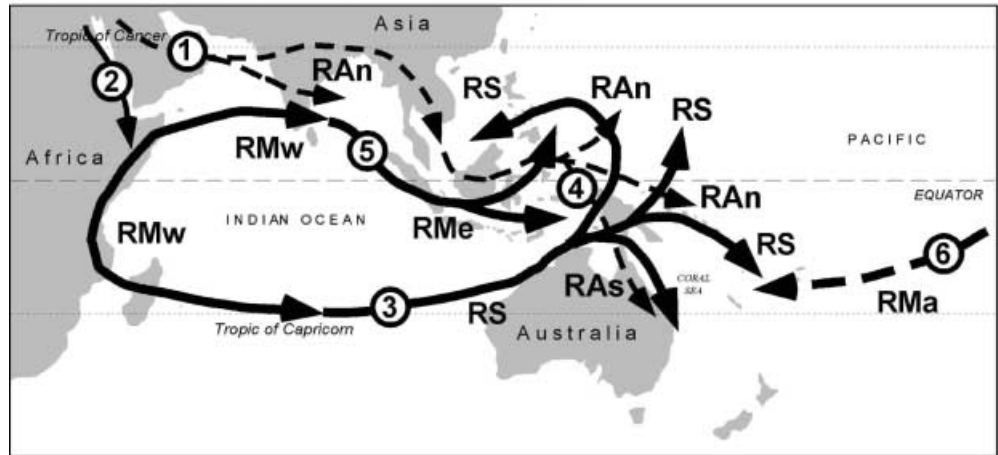 Asia
Tropic of Cancer
1
2
RAn
RS
RAn
RS
Africa
RMw
5
PACIFIC
4
EQUATOR
RAn
INDIAN OCEAN
RMw
RMe
RS
6
RAs
CORAL
SEA
RMa
3
RS
Tropic of Capricorn
Australia